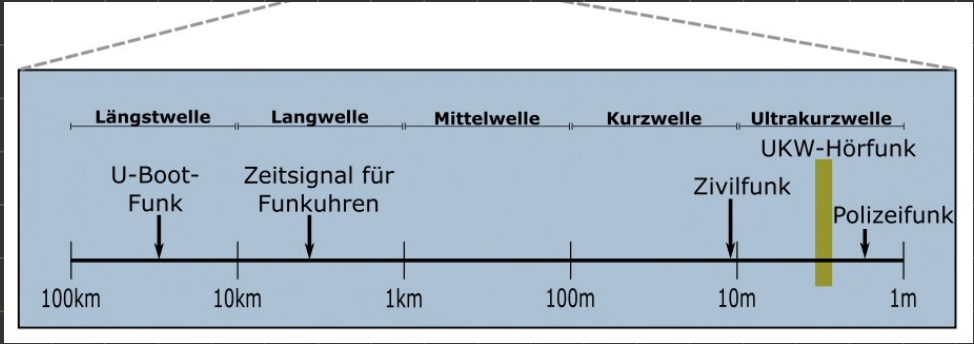 Längstwelle Langwelle Mittelwelle Kurzwelle Ultrakurzwelle
UKW-Hörfunk
U-Boot-
Funk
Zeitsignal für
Funkuhren
Zivilfunk
Polizeifunk
100km 10km 1km 100m 10m 1m